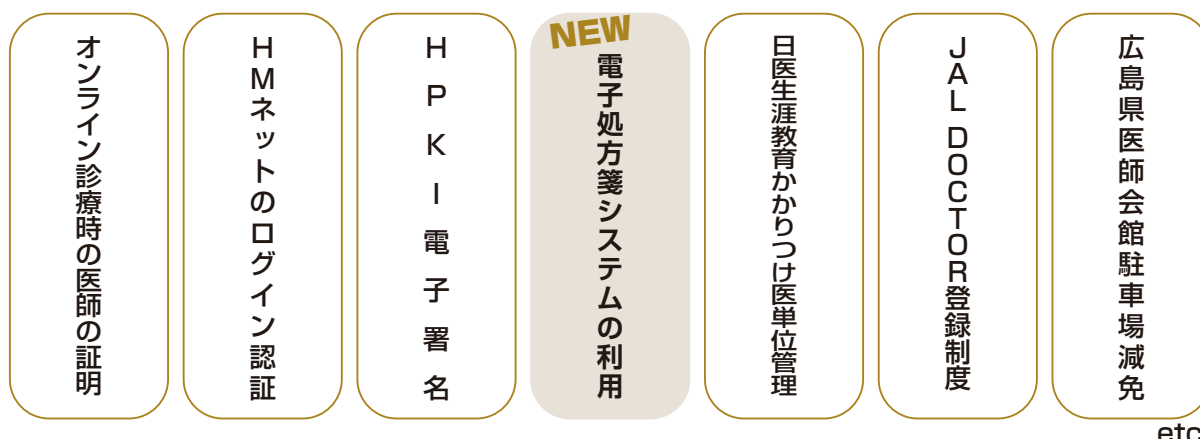 オンライン診療時の医師の証明
HMネットのログイン認証
HPKI電子署名
NEW
電子処方箋システムの利用
日医生涯教育かかりつけ医単位管理
JAL DOCTOR登録制度
広島県医師会館駐車場減免
etc